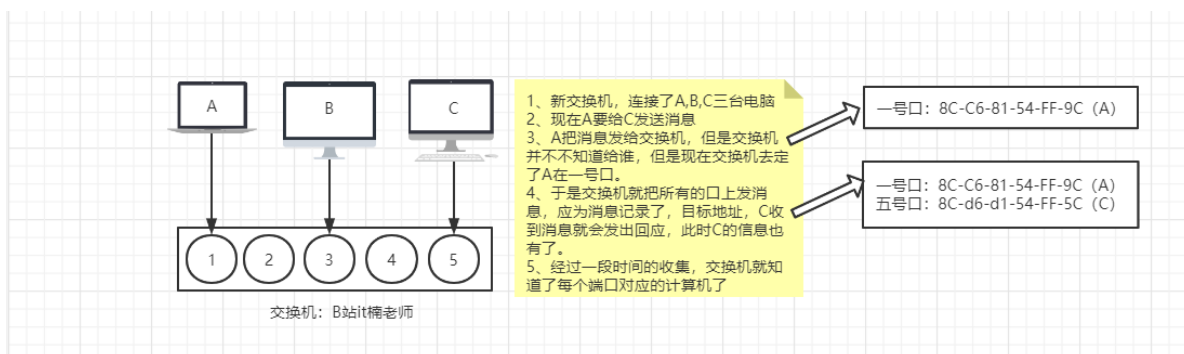 A
B
C
1
2
3
4
5
交换机：B站it楠老师
1、新交换机，连接了A,B,C三台电脑
2、现在A要给C发送消息
3、A把消息发给交换机，但是交换机
并不不知道给谁，但是现在交换机去定
了A在一号口。
4、于是交换机就把所有的口上发消
息，应为消息记录了，目标地址，C收
到消息就会发出回应，此时C的信息也
有了。
5、经过一段时间的收集，交换机就知
道了每个端口对应的计算机了
一号口：8C-C6-81-54-FF-9C（A）
一号口：8C-C6-81-54-FF-9C（A）
五号口：8C-d6-d1-54-FF-5C（C）